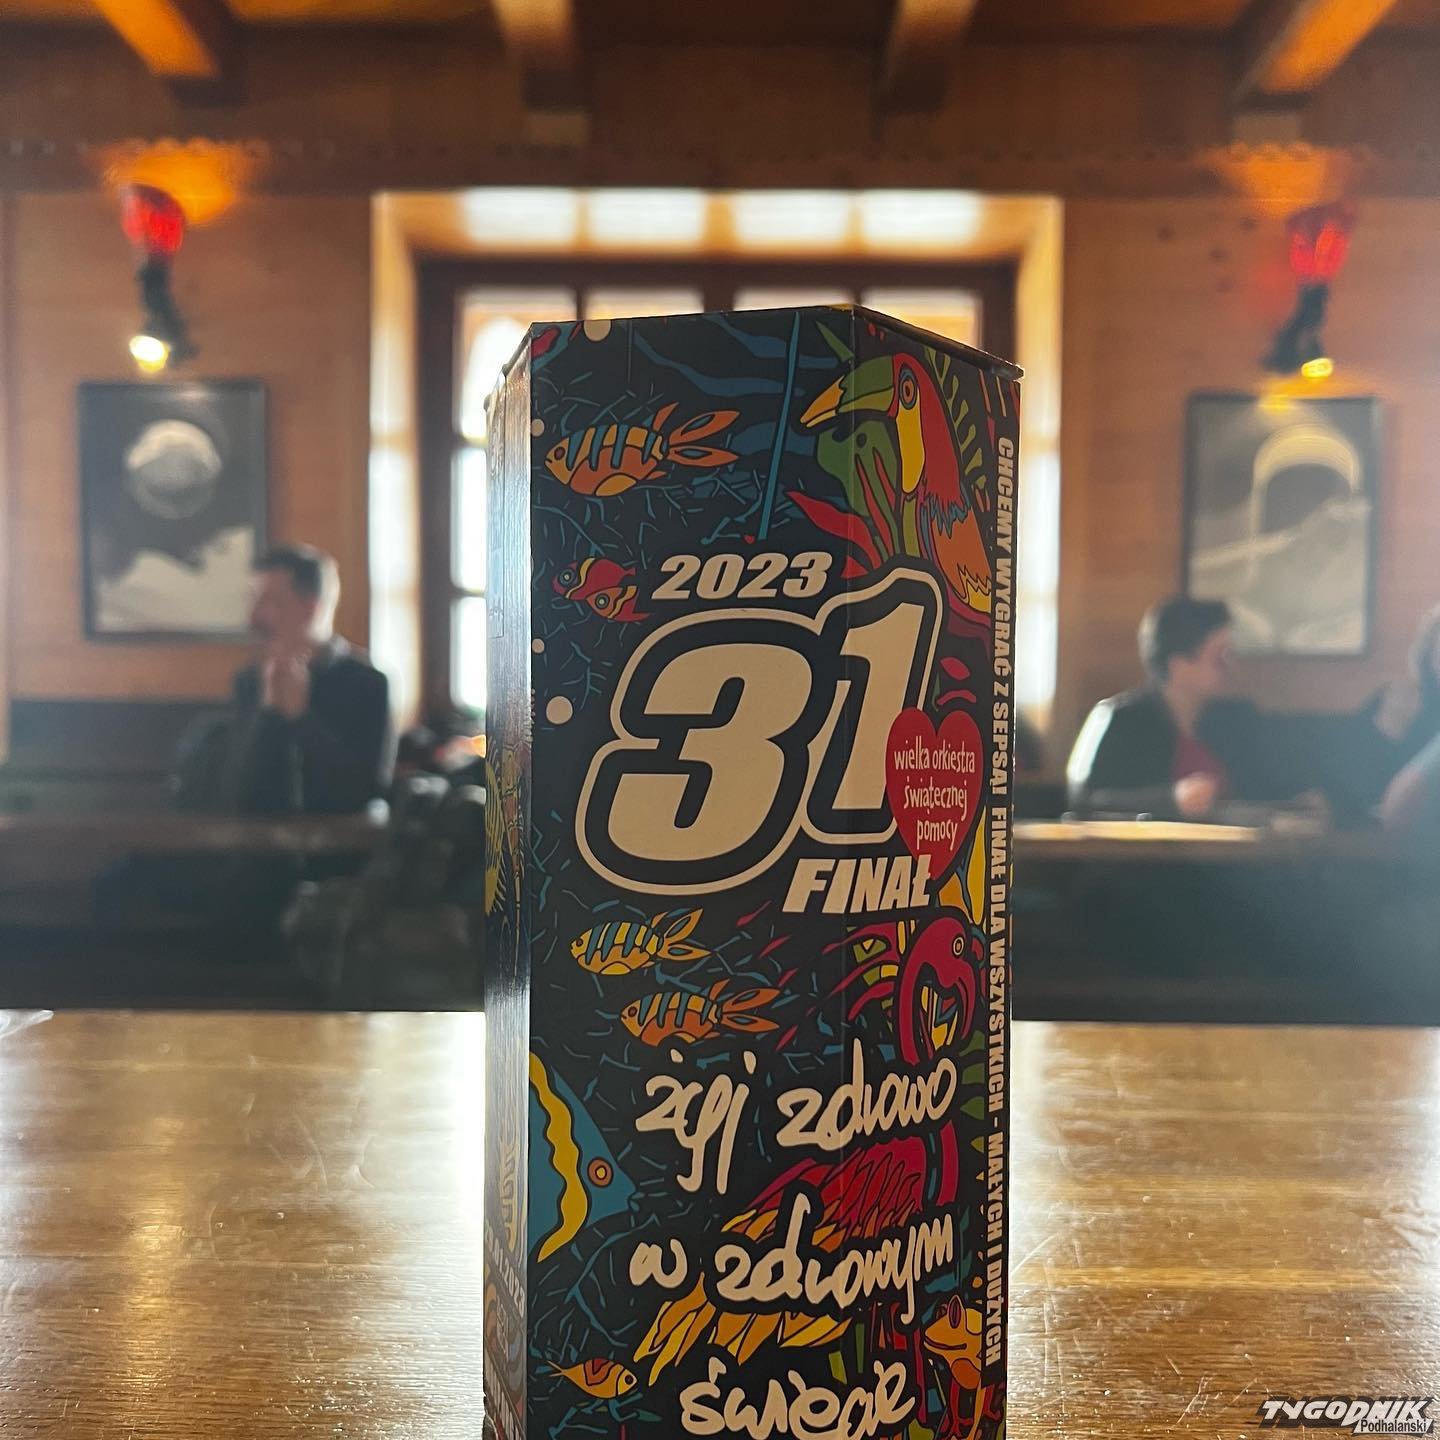 2023
31
FINAŁ
wielka orkiestra
świątecznej
pomocy
żyj zdrowo
w zdrowym
świecie
CHCEMY WYGRAĆ Z SEPSĄ! FINAŁ DLA WSZYSTKICH - MAŁYCH I DUŻYCH
TYGODNIK
Podhalański